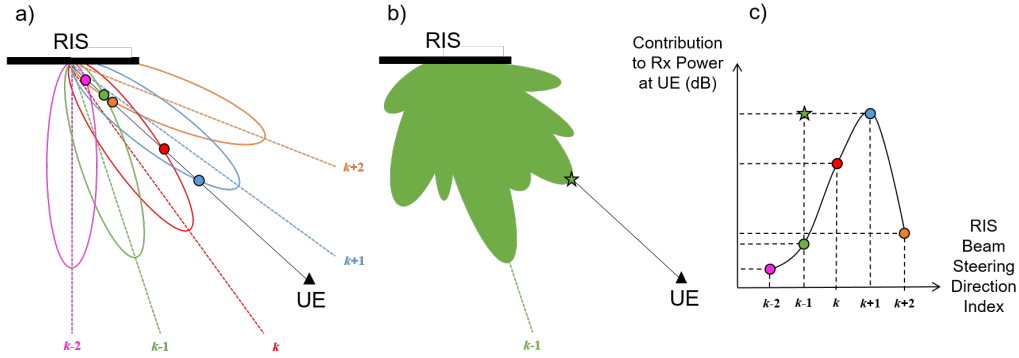 a)
RIS
k+2
k+1
UE
k-2
k-1
k
b)
RIS
UE
k-1
c)
Contribution
to Rx Power
at UE (dB)
k-2
k-1
k
k+1
k+2
RIS
Beam
Steering
Direction
Index